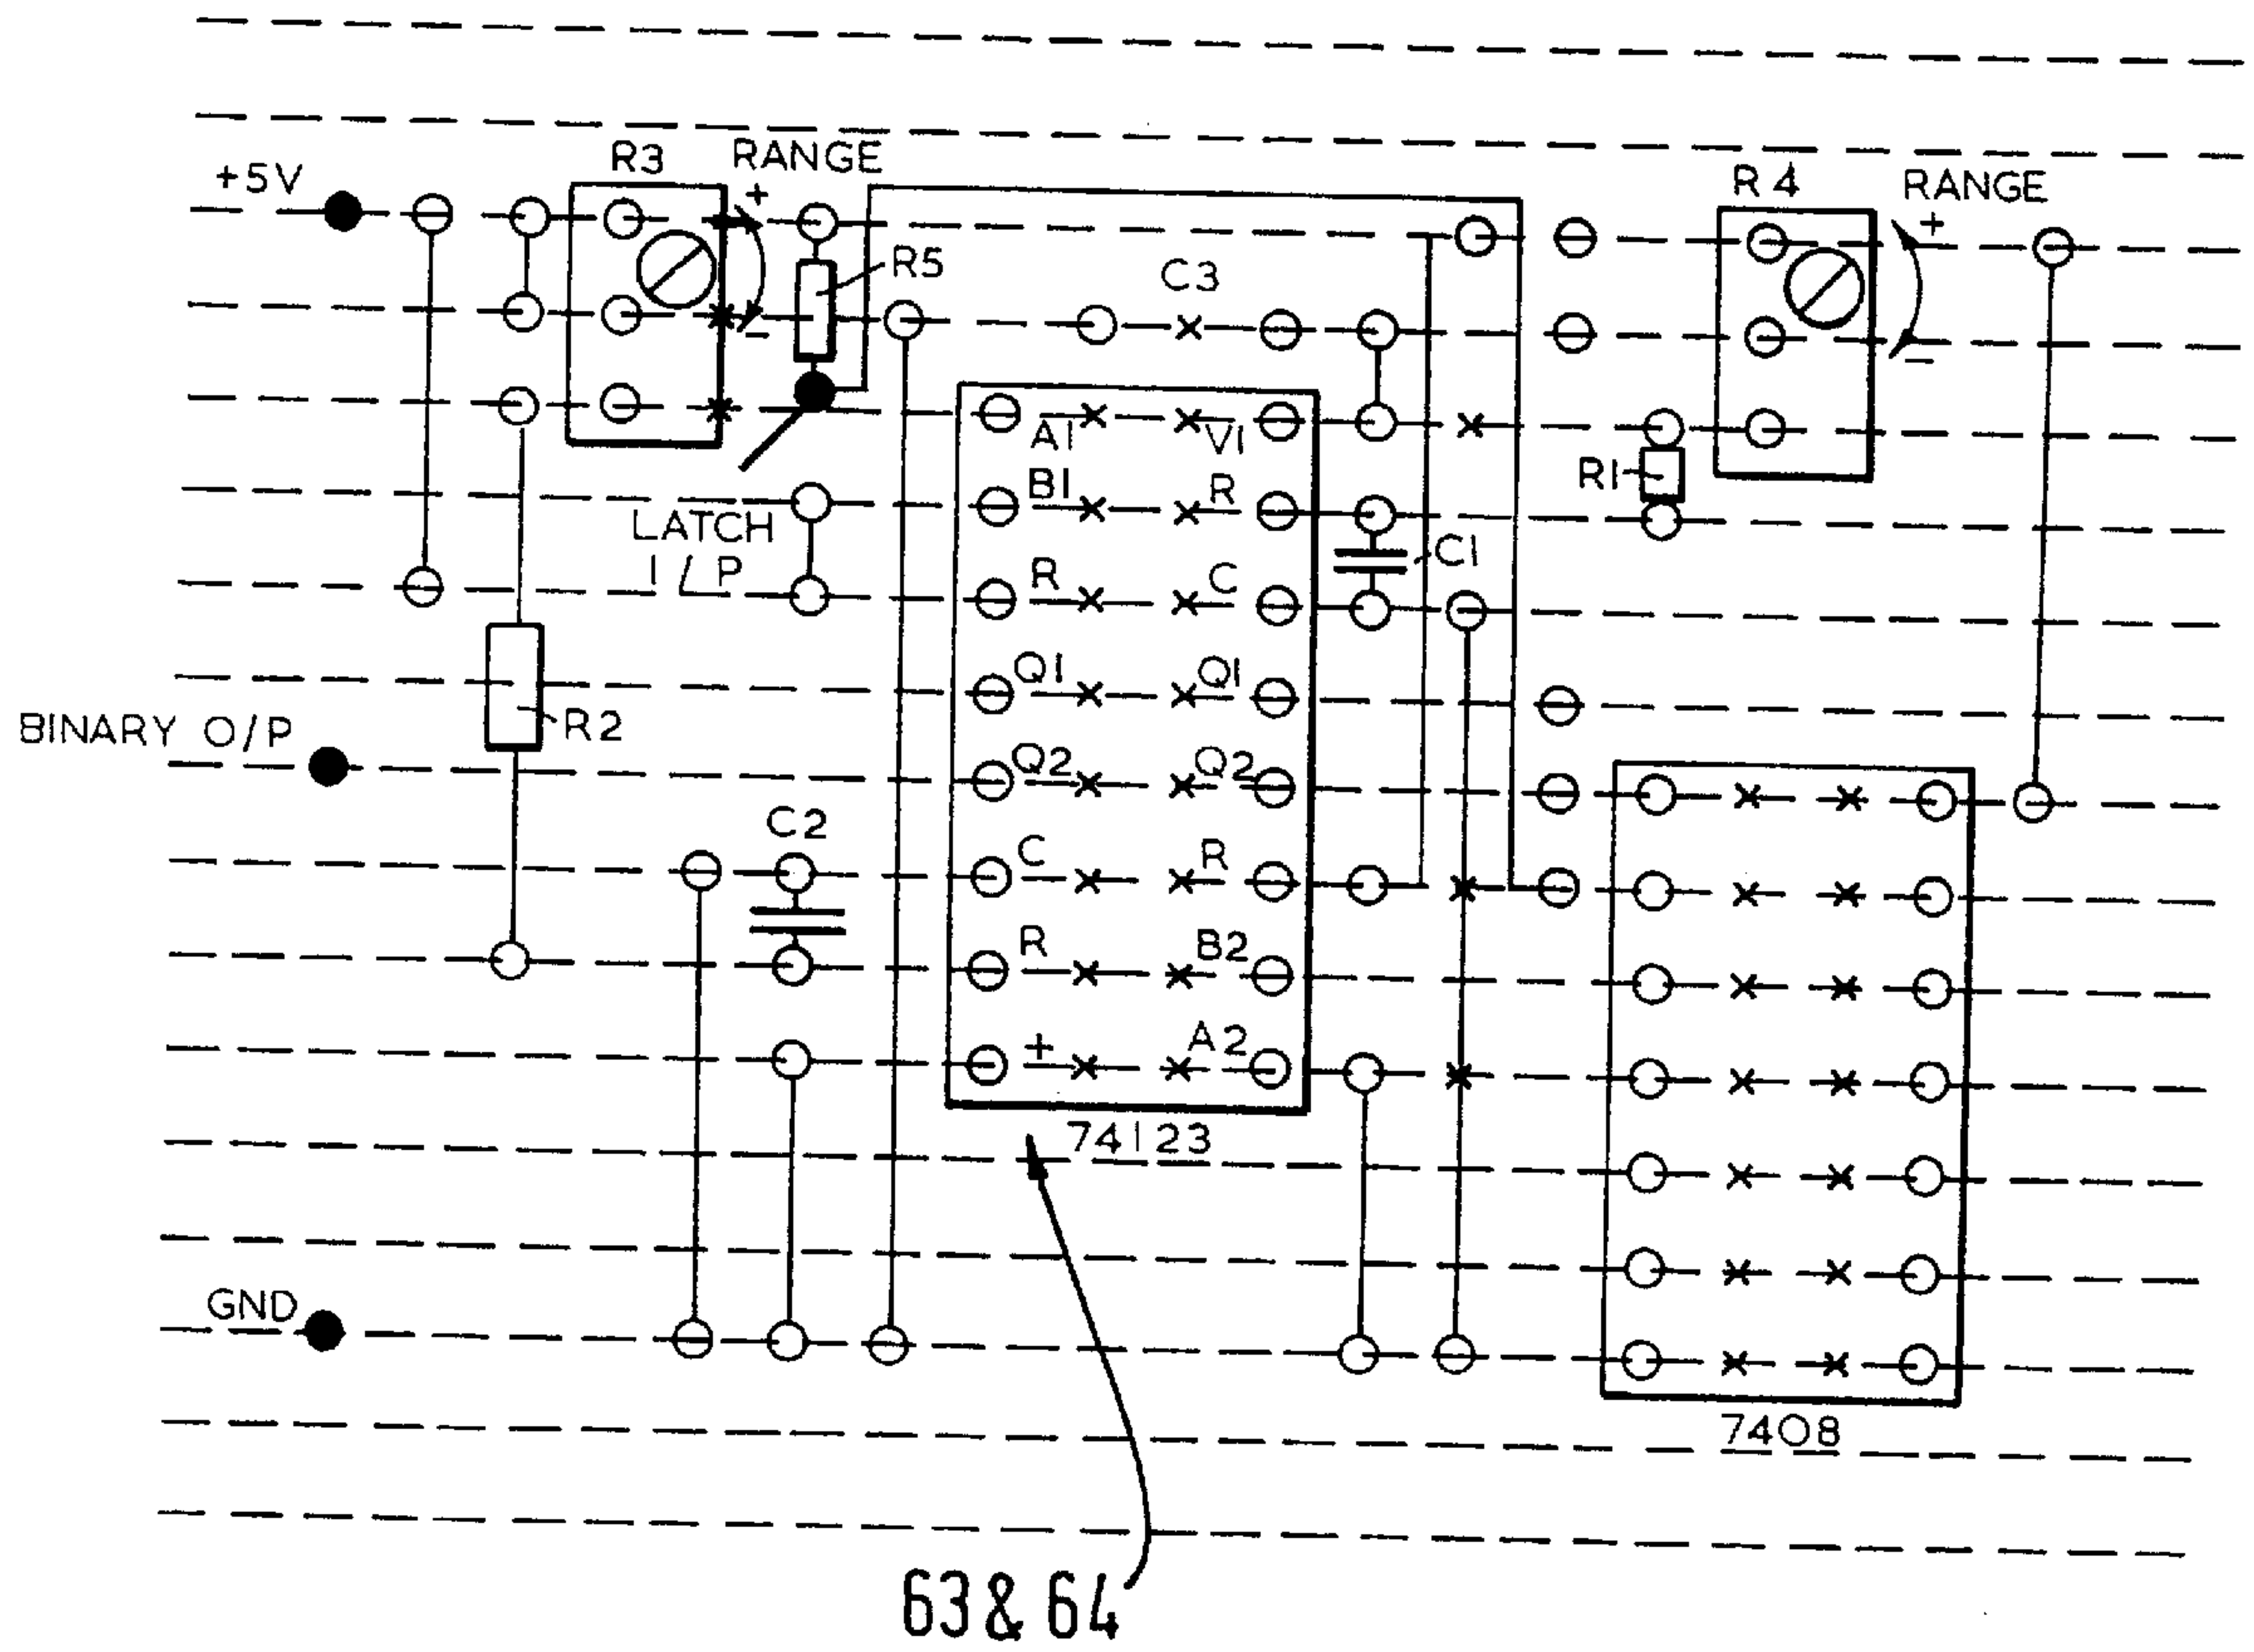 R3
RANGE
+5V
+
-
R5
C3
R4
RANGE
+
-
A1
V1
B1
R
R1
LATCH
I/P
R
C
C1
Q1
Q1
R2
BINARY O/P
Q2
Q2
C2
C
R
R
B2
+
A2
74123
GND
7408
63 & 64